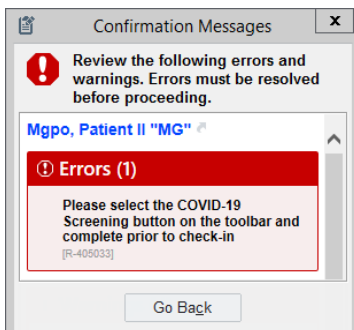 Confirmation Messages
x
Review the following errors and
warnings. Errors must be resolved
before proceeding.
Mgpo, Patient II "MG"
Errors (1)
Please select the COVID-19
Screening button on the toolbar and
complete prior to check-in
[R-405033]
Go Back